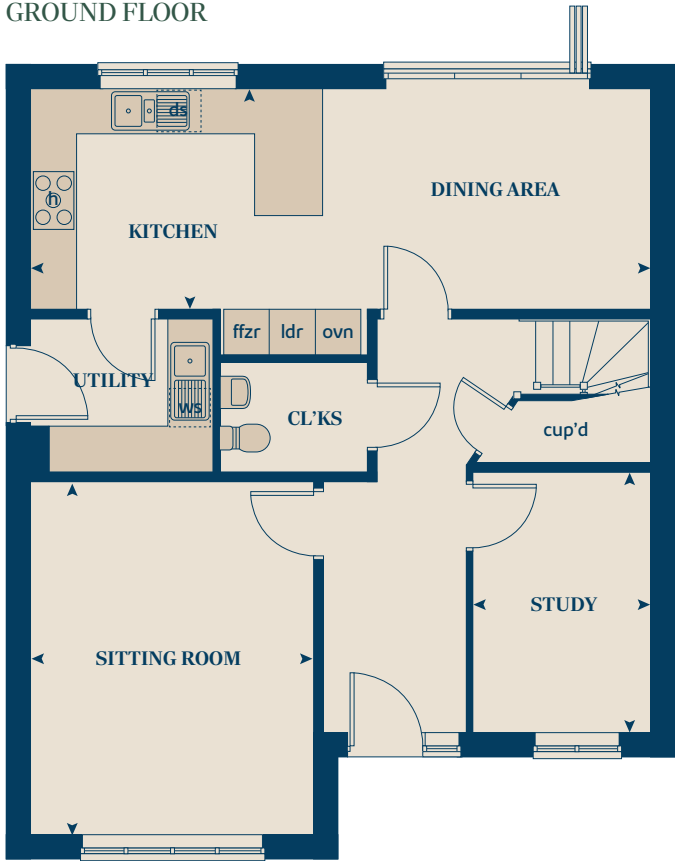 GROUND FLOOR
ds
h
DINING AREA
KITCHEN
ffzr
ldr
ovn
UTILITY
ws
CL'KS
cup'd
STUDY
SITTING ROOM